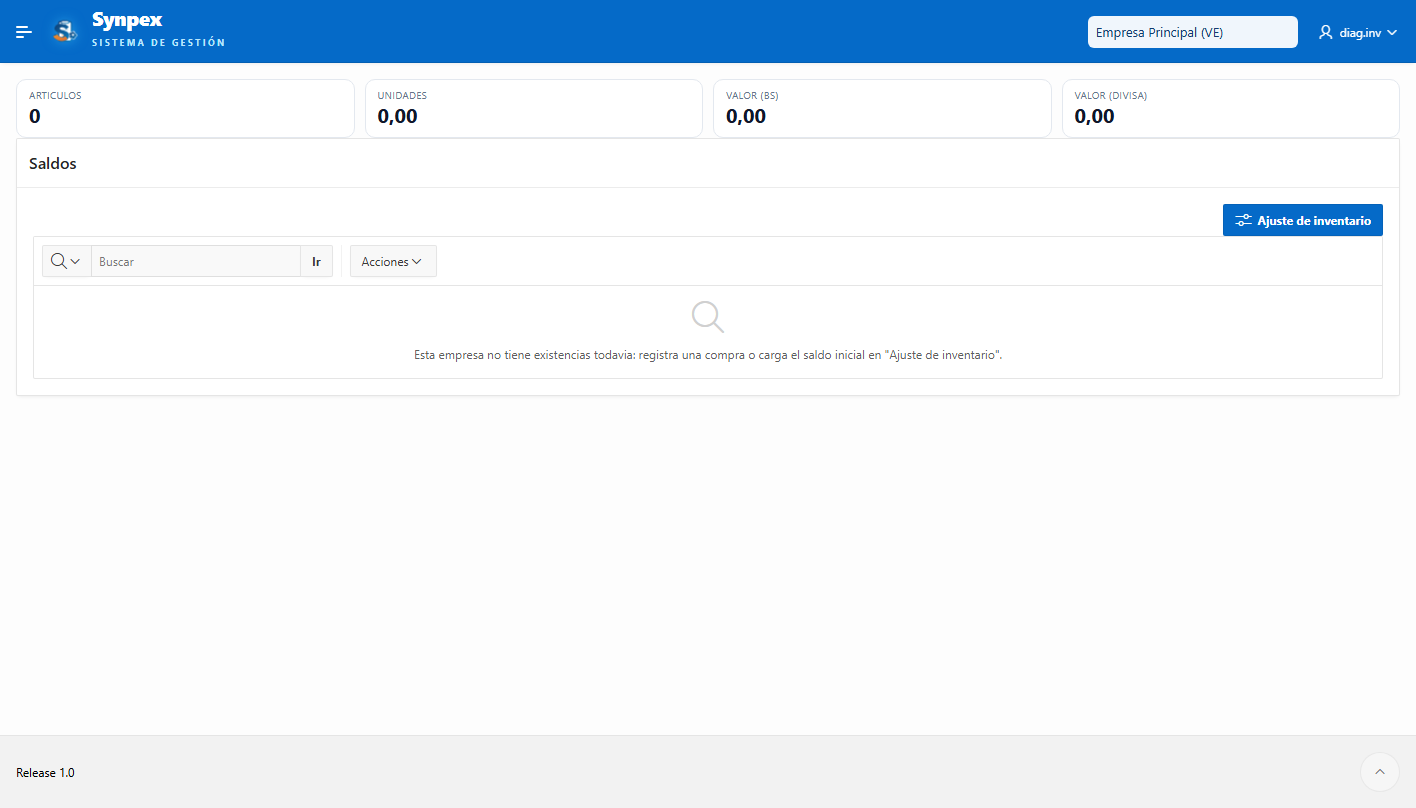 Synpex
SISTEMA DE GESTIÓN
Empresa Principal (VE)
diag.inv
ARTICULOS
0
UNIDADES
0,00
VALOR (BS)
0,00
VALOR (DIVISA)
0,00
Saldos
Ajuste de inventario
Buscar
Ir
Acciones
Esta empresa no tiene existencias todavia: registra una compra o carga el saldo inicial en "Ajuste de inventario".
Release 1.0